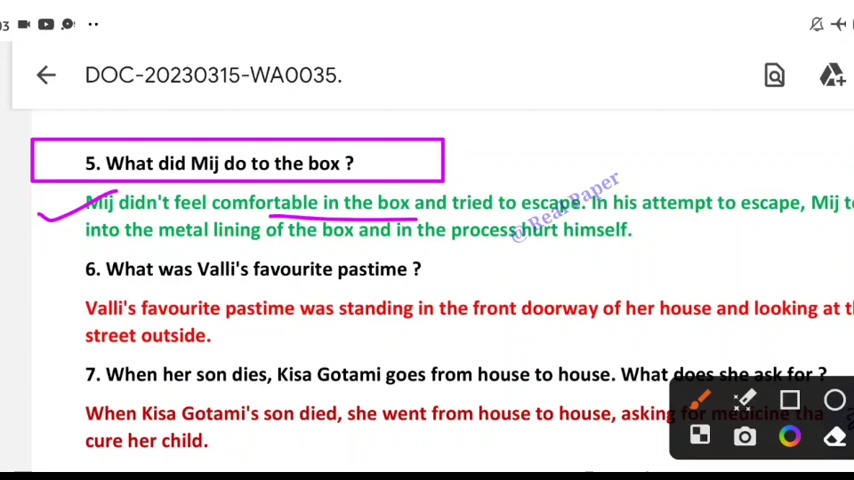 03
DOC-20230315-WA0035.
5. What did Mij do to the box ?
Mij didn't feel comfortable in the box and tried to escape. In his attempt to escape, Mij
into the metal lining of the box and in the process hurt himself.
@Real Paper
6. What was Valli's favourite pastime ?
Valli's favourite pastime was standing in the front doorway of her house and looking at
street outside.
7. When her son dies, Kisa Gotami goes from house to house. What does she ask for ?
When Kisa Gotami's son died, she went from house to house, asking for medicine
cure her child.